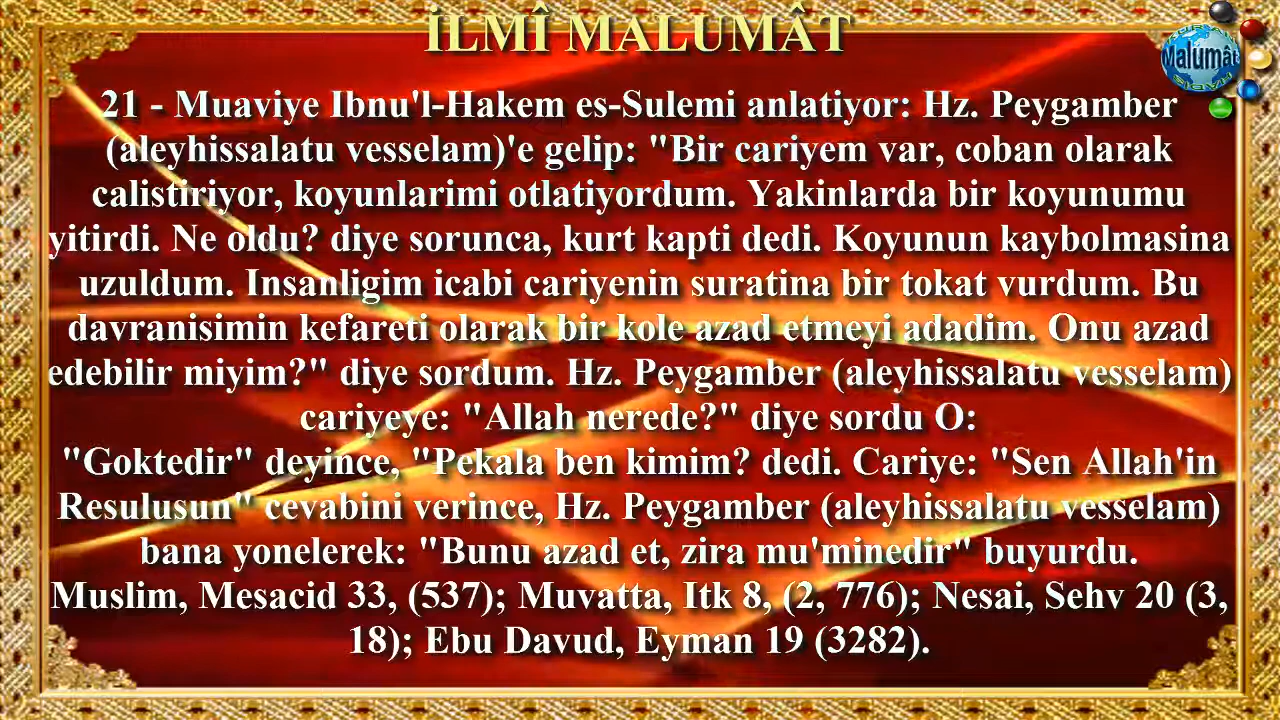 İLMÎ MALUMÂT
Malumât
21 - Muaviye Ibnu'l-Hakem es-Sulemi anlatiyor: Hz. Peygamber
(aleyhissalatu vesselam)'e gelip: "Bir cariyem var, coban olarak
calistiriyor, koyunlarimi otlatiyordum. Yakinlarda bir koyunumu
yitirdi. Ne oldu? diye sorunca, kurt kapti dedi. Koyunun kaybolmasina
uzuldum. Insanligim icabi cariyenin suratina bir tokat vurdum. Bu
davranisimin kefareti olarak bir kole azad etmeyi adadim. Onu azad
edebilir miyim?" diye sordum. Hz. Peygamber (aleyhissalatu vesselam)
cariyeye: "Allah nerede?" diye sordu O:
"Goktedir" deyince, "Pekala ben kimim? dedi. Cariye: "Sen Allah'in
Resulusun" cevabini verince, Hz. Peygamber (aleyhissalatu vesselam)
bana yonelerek: "Bunu azad et, zira mu'minedir" buyurdu.
Muslim, Mesacid 33, (537); Muvatta, Itk 8, (2, 776); Nesai, Sehv 20 (3,
18); Ebu Davud, Eyman 19 (3282).